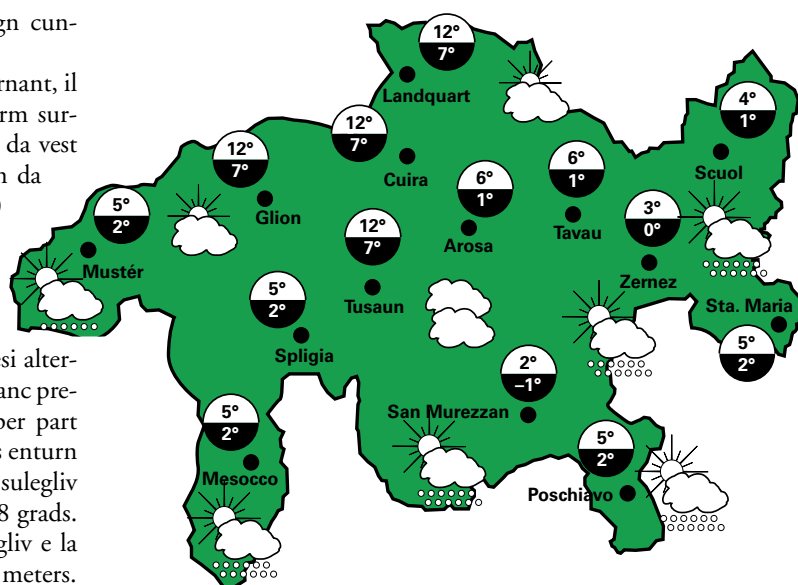 gn cun-
rnant, il
rm sur-
da vest
n da
esi alter-
anc pre-
per part
s enturn
sulegliv
8 grads.
gliv e la
meters.
12°
7°
Landquart
12°
7°
Cuira
12°
7°
Glion
5°
2°
Mustér
12°
7°
Tusaun
6°
1°
Arosa
6°
1°
Tavau
4°
1°
Scuol
3°
0°
Zernez
Sta. Maria
5°
2°
5°
2°
Spligia
2°
–1°
San Murezzan
5°
2°
Mesocco
5°
2°
Poschiavo